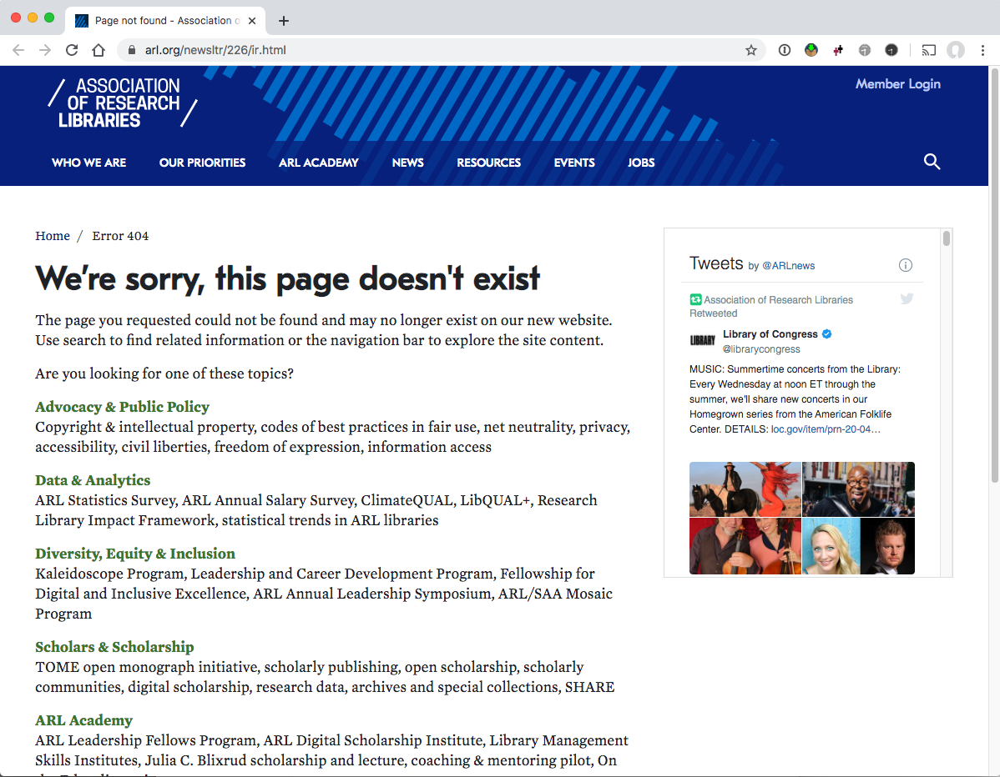 Page not found - Association o
arl.org/newsltr/226/ir.html
ASSOCIATION
OF RESEARCH
LIBRARIES
Member Login
WHO WE ARE OUR PRIORITIES ARL ACADEMY NEWS RESOURCES EVENTS JOBS
Home / Error 404
We’re sorry, this page doesn't exist
The page you requested could not be found and may no longer exist on our new website.
Use search to find related information or the navigation bar to explore the site content.
Are you looking for one of these topics?
Advocacy & Public Policy
Copyright & intellectual property, codes of best practices in fair use, net neutrality, privacy,
accessibility, civil liberties, freedom of expression, information access
Data & Analytics
ARL Statistics Survey, ARL Annual Salary Survey, ClimateQUAL, LibQUAL+, Research
Library Impact Framework, statistical trends in ARL libraries
Diversity, Equity & Inclusion
Kaleidoscope Program, Leadership and Career Development Program, Fellowship for
Digital and Inclusive Excellence, ARL Annual Leadership Symposium, ARL/SAA Mosaic
Program
Scholars & Scholarship
TOME open monograph initiative, scholarly publishing, open scholarship, scholarly
communities, digital scholarship, research data, archives and special collections, SHARE
ARL Academy
ARL Leadership Fellows Program, ARL Digital Scholarship Institute, Library Management
Skills Institutes, Julia C. Blixrud scholarship and lecture, coaching & mentoring pilot, On
Tweets by @ARLnews
Association of Research Libraries
Retweeted
LIBRARY
Library of Congress
@librarycongress
MUSIC: Summertime concerts from the Library:
Every Wednesday at noon ET through the
summer, we'll share new concerts in our
Homegrown series from the American Folklife
Center. DETAILS: loc.gov/item/prn-20-04…